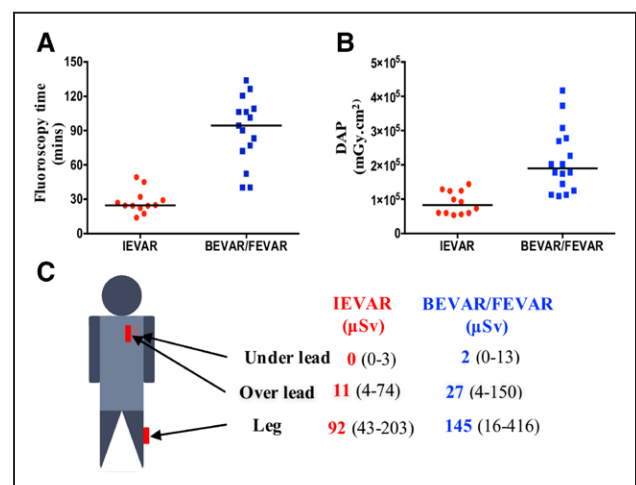 A
Fluoroscopy time
(mins)
150
120
90
60
30
0
IEVAR
BEVAR/FEVAR
B
DAP
(mGy.cm²)
5×10⁵
4×10⁵
3×10⁵
2×10⁵
1×10⁵
0
IEVAR
BEVAR/FEVAR
C
IEVAR BEVAR/FEVAR
(µSv) (µSv)
Under lead 0 (0-3) 2 (0-13)
Over lead 11 (4-74) 27 (4-150)
Leg 92 (43-203) 145 (16-416)